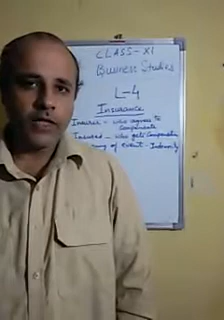 CLASS-XI
Business Studies
L-4
Insurance
Insurer - who agrees to
compensate
Insured - who gets compensation
of event - Indemnity